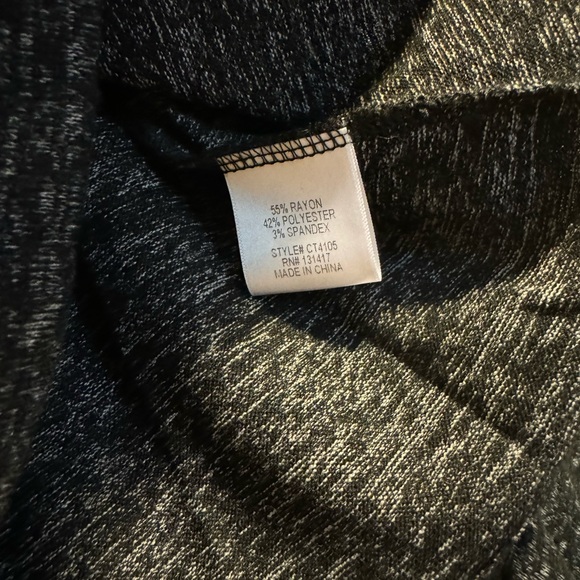 55% RAYON
42% POLYESTER
3% SPANDEX
STYLE# CT4105
RN# 131417
MADE IN CHINA